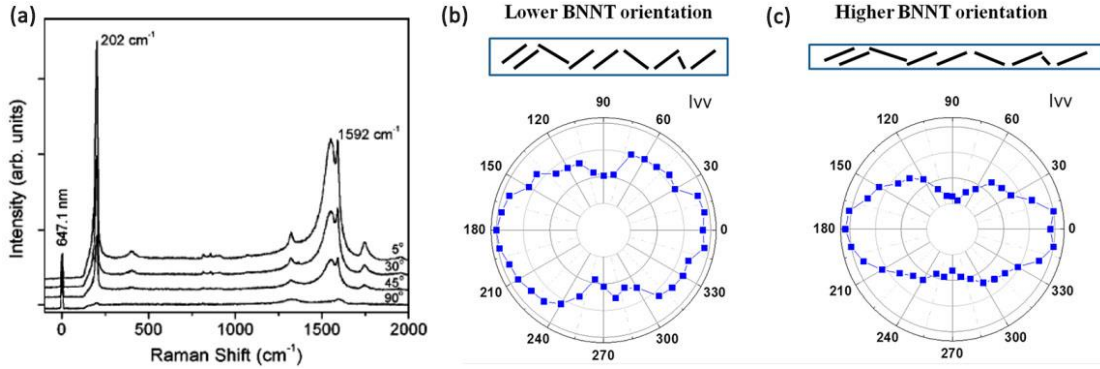 (a)
202 cm⁻¹
1592 cm⁻¹
647.1 nm
5°
30°
45°
90°
Intensity (arb. units)
0 500 1000 1500 2000
Raman Shift (cm⁻¹)
(b) Lower BNNT orientation
Ivv
90
120 60
150 30
180 0
210 330
240 300
270
(c) Higher BNNT orientation
Ivv
90
120 60
150 30
180 0
210 330
240 300
270